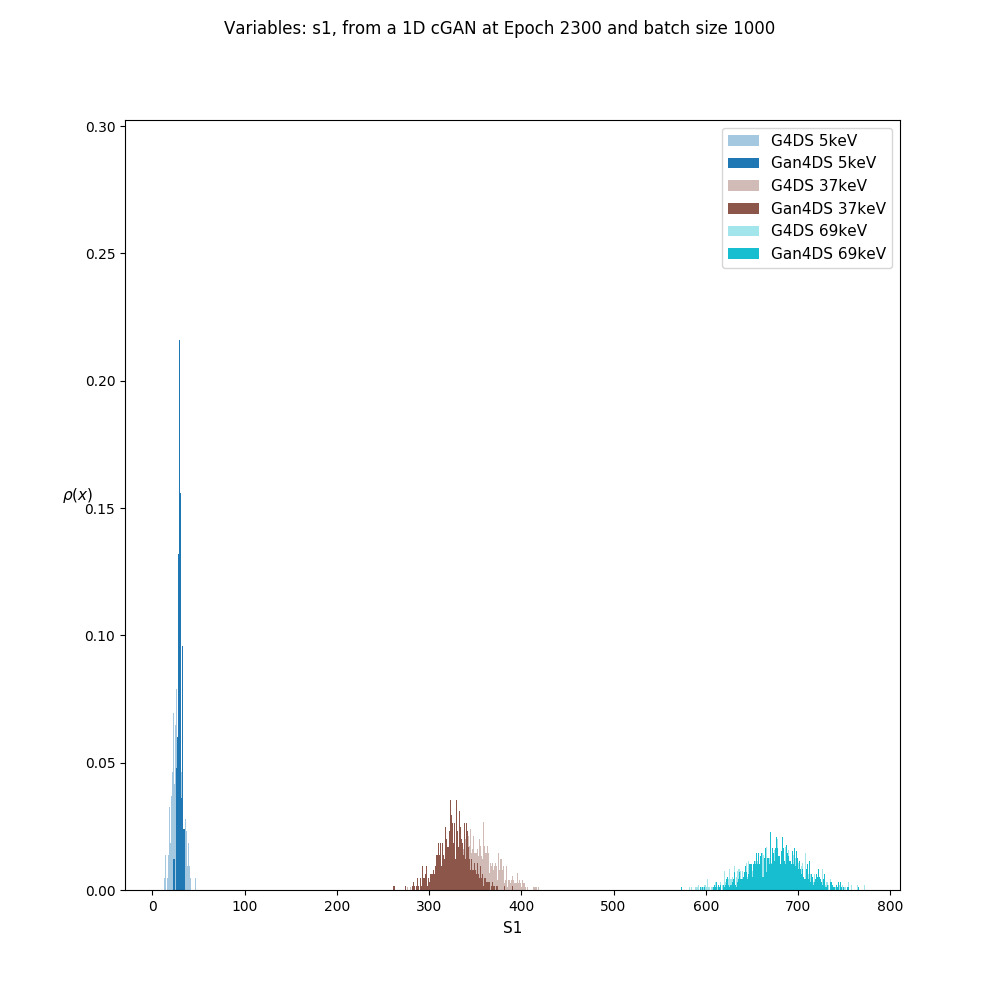 Variables: s1, from a 1D cGAN at Epoch 2300 and batch size 1000
0.30
0.25
0.20
0.15
0.10
0.05
0.00
ρ(x)
G4DS 5keV
Gan4DS 5keV
G4DS 37keV
Gan4DS 37keV
G4DS 69keV
Gan4DS 69keV
0 100 200 300 400 500 600 700 800
S1